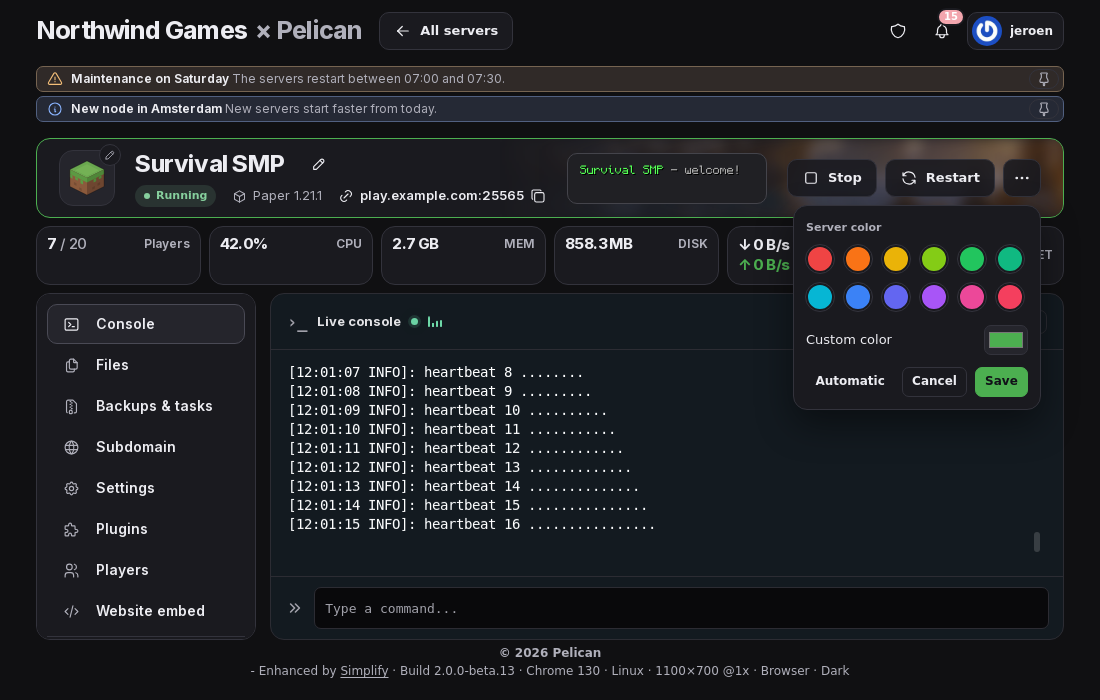 Northwind Games × Pelican
All servers
15
jeroen
Maintenance on Saturday The servers restart between 07:00 and 07:30.
New node in Amsterdam New servers start faster from today.
Survival SMP
Running
Paper 1.21.1
play.example.com:25565
Survival SMP — welcome!
Stop
Restart
7 / 20 Players
42.0% CPU
2.7 GB MEM
858.3 MB DISK
↓ 0 B/s
↑ 0 B/s
Server color
Custom color
Automatic
Cancel
Save
Console
Files
Backups & tasks
Subdomain
Settings
Plugins
Players
Website embed
Live console
[12:01:07 INFO]: heartbeat 8 ........
[12:01:08 INFO]: heartbeat 9 .........
[12:01:09 INFO]: heartbeat 10 ..........
[12:01:10 INFO]: heartbeat 11 ...........
[12:01:11 INFO]: heartbeat 12 ............
[12:01:12 INFO]: heartbeat 13 .............
[12:01:13 INFO]: heartbeat 14 ..............
[12:01:14 INFO]: heartbeat 15 ...............
[12:01:15 INFO]: heartbeat 16 ................
Type a command...
© 2026 Pelican
- Enhanced by Simplify · Build 2.0.0-beta.13 · Chrome 130 · Linux · 1100×700 @1x · Browser · Dark